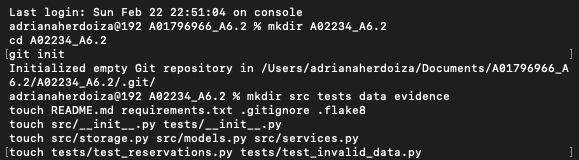 Last login: Sun Feb 22 22:51:04 on console
adrianaherdoiza@192 A01796966_A6.2 % mkdir A02234_A6.2
cd A02234_A6.2
[git init
Initialized empty Git repository in /Users/adrianaherdoiza/Documents/A01796966_A
6.2/A02234_A6.2/.git/
adrianaherdoiza@192 A02234_A6.2 % mkdir src tests data evidence
touch README.md requirements.txt .gitignore .flake8
touch src/__init__.py tests/__init__.py
touch src/storage.py src/models.py src/services.py
[touch tests/test_reservations.py tests/test_invalid_data.py